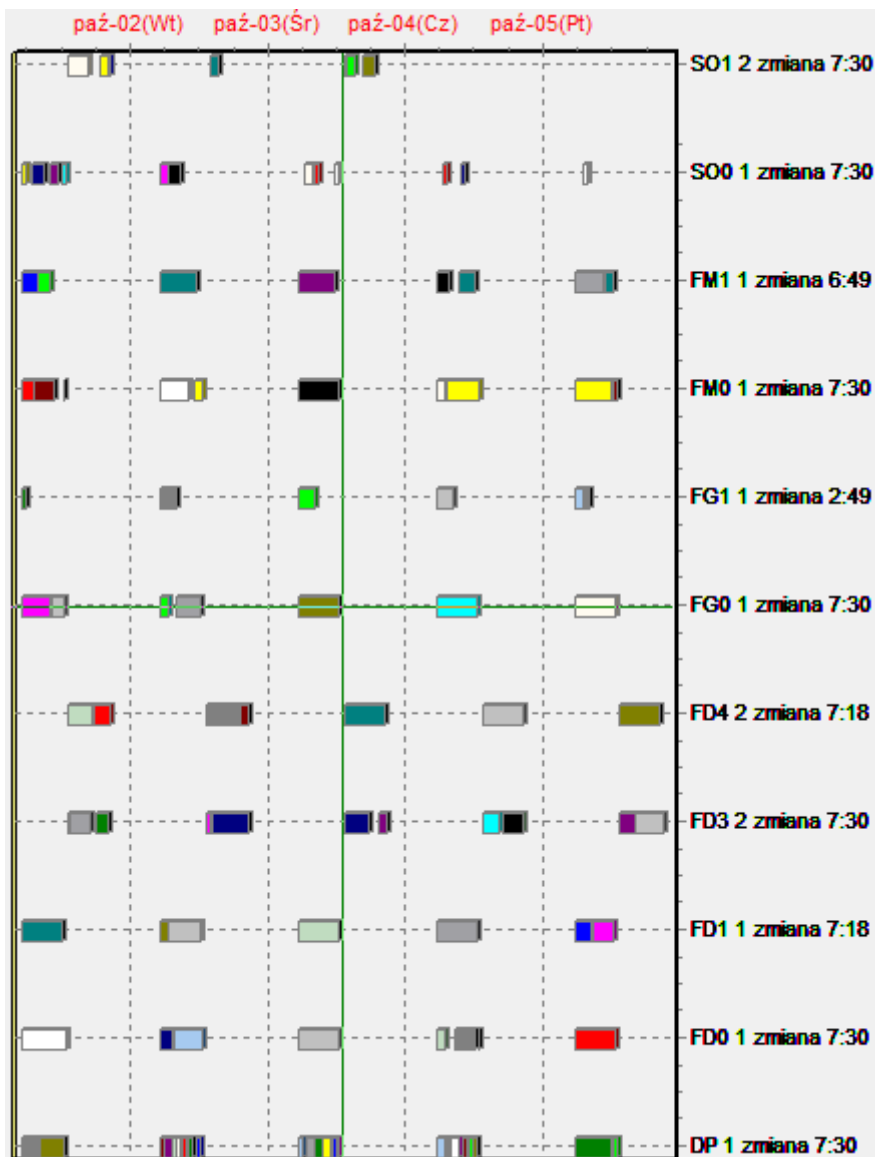 paź-02(Wt) paź-03(Śr) paź-04(Cz) paź-05(Pt)
SO1 2 zmiana 7:30
SO0 1 zmiana 7:30
FM1 1 zmiana 6:49
FM0 1 zmiana 7:30
FG1 1 zmiana 2:49
FG0 1 zmiana 7:30
FD4 2 zmiana 7:18
FD3 2 zmiana 7:30
FD1 1 zmiana 7:18
FD0 1 zmiana 7:30
DP 1 zmiana 7:30